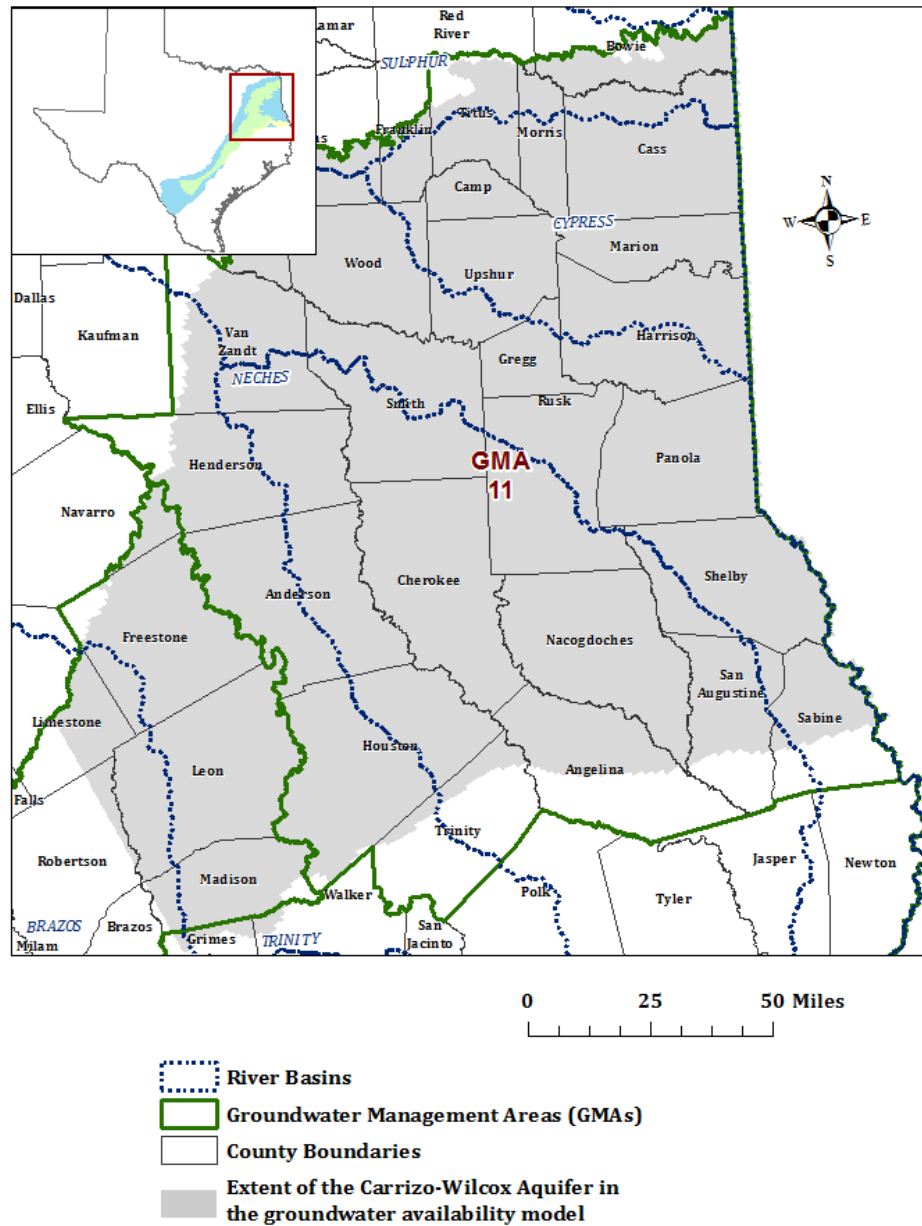 amar
Red
River
Bowie
SULPHUR
Titus
Franklin
as
Morris
Cass
Camp
CYPRESS
Marion
Wood
Upshur
N
W
E
S
Dallas
Kaufman
Van
Zandt
NECHES
Gregg
Harrison
Ellis
Smith
Rusk
Panola
GMA
11
Henderson
Navarro
Anderson
Cherokee
Shelby
Freestone
Nacogdoches
San
Augustine
Sabine
Limestone
Leon
Houston
Angelina
Falls
Robertson
Madison
Trinity
Jasper
Newton
Walker
Polk
Tyler
BRAZOS
Brazos
San
Jacinto
Milam
Grimes
TRINITY
0 25 50 Miles
River Basins
Groundwater Management Areas (GMAs)
County Boundaries
Extent of the Carrizo-Wilcox Aquifer in
the groundwater availability model